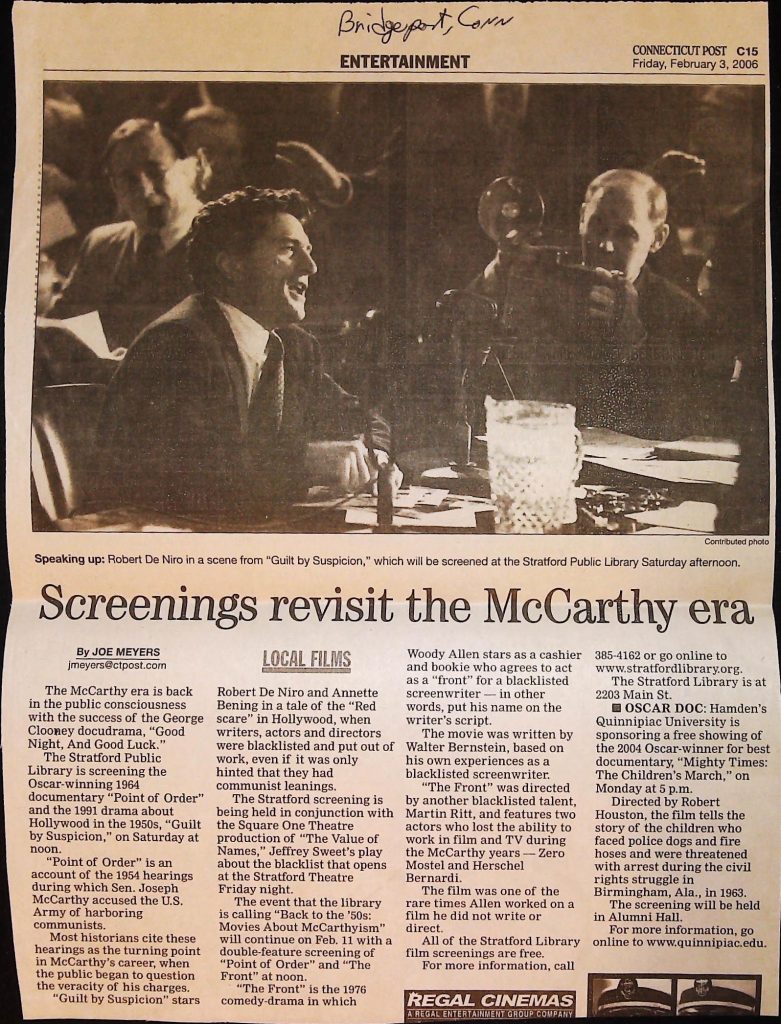 Bridgeport, Conn
ENTERTAINMENT
CONNECTICUT POST C15
Friday, February 3, 2006
Contributed photo
Speaking up: Robert De Niro in a scene from “Guilt by Suspicion,” which will be screened at the Stratford Public Library Saturday afternoon.
Screenings revisit the McCarthy era
By JOE MEYERS
jmeyers@ctpost.com
The McCarthy era is back
in the public consciousness
with the success of the George
Clooney docudrama, “Good
Night, And Good Luck.”
The Stratford Public
Library is screening the
Oscar-winning 1964
documentary “Point of Order”
and the 1991 drama about
Hollywood in the 1950s, “Guilt
by Suspicion,” on Saturday at
noon.
“Point of Order” is an
account of the 1954 hearings
during which Sen. Joseph
McCarthy accused the U.S.
Army of harboring
communists.
Most historians cite these
hearings as the turning point
in McCarthy’s career, when
the public began to question
the veracity of his charges.
“Guilt by Suspicion” stars
LOCAL FILMS
Robert De Niro and Annette
Bening in a tale of the “Red
scare” in Hollywood, when
writers, actors and directors
were blacklisted and put out of
work, even if it was only
hinted that they had
communist leanings.
The Stratford screening is
being held in conjunction with
the Square One Theatre
production of “The Value of
Names,” Jeffrey Sweet’s play
about the blacklist that opens
at the Stratford Theatre
Friday night.
The event that the library
is calling “Back to the ’50s:
Movies About McCarthyism”
will continue on Feb. 11 with a
double-feature screening of
“Point of Order” and “The
Front” at noon.
“The Front” is the 1976
comedy-drama in which
Woody Allen stars as a cashier
and bookie who agrees to act
as a “front” for a blacklisted
screenwriter — in other
words, put his name on the
writer’s script.
The movie was written by
Walter Bernstein, based on
his own experiences as a
blacklisted screenwriter.
“The Front” was directed
by another blacklisted talent,
Martin Ritt, and features two
actors who lost the ability to
work in film and TV during
the McCarthy years — Zero
Mostel and Herschel
Bernardi.
The film was one of the
rare times Allen worked on a
film he did not write or
direct.
All of the Stratford Library
film screenings are free.
For more information, call
385-4162 or go online to
www.stratfordlibrary.org.
The Stratford Library is at
2203 Main St.
■ OSCAR DOC: Hamden’s
Quinnipiac University is
sponsoring a free showing of
the 2004 Oscar-winner for best
documentary, “Mighty Times:
The Children’s March,” on
Monday at 5 p.m.
Directed by Robert
Houston, the film tells the
story of the children who
faced police dogs and fire
hoses and were threatened
with arrest during the civil
rights struggle in
Birmingham, Ala., in 1963.
The screening will be held
in Alumni Hall.
For more information, go
online to www.quinnipiac.edu.
REGAL CINEMAS
A REGAL ENTERTAINMENT GROUP COMPANY